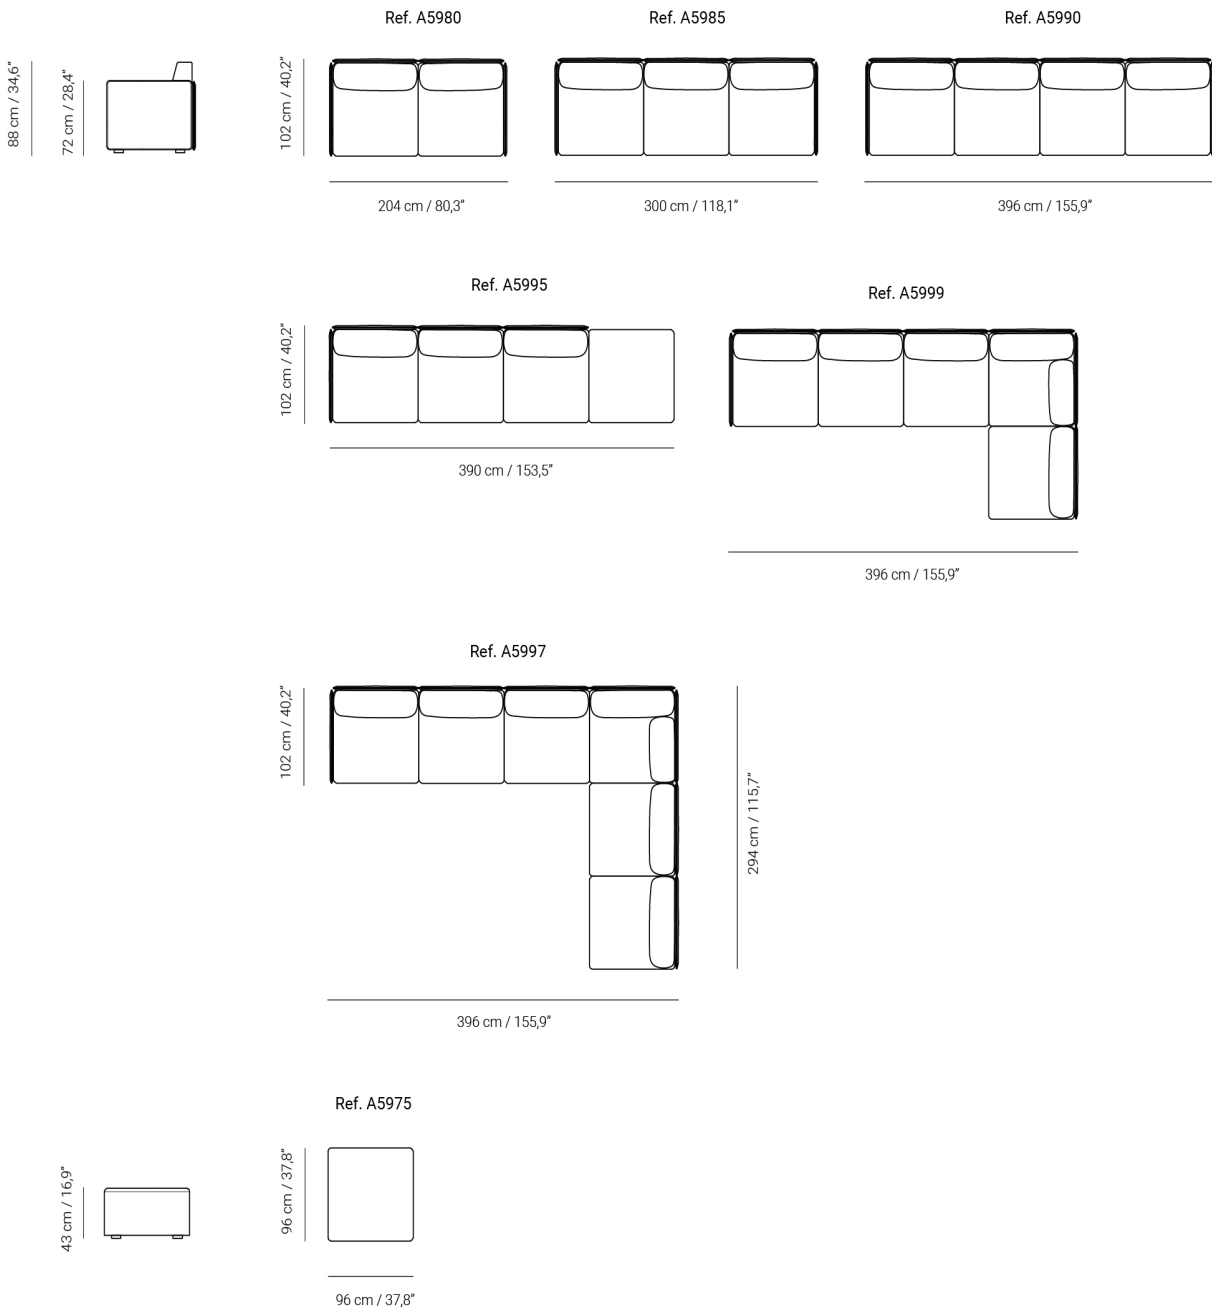 Ref. A5980
Ref. A5985
Ref. A5990
88 cm / 34,6”
72 cm / 28,4”
102 cm / 40,2”
204 cm / 80,3”
300 cm / 118,1”
396 cm / 155,9”
Ref. A5995
Ref. A5999
102 cm / 40,2”
390 cm / 153,5”
396 cm / 155,9”
Ref. A5997
102 cm / 40,2”
294 cm / 115,7”
396 cm / 155,9”
Ref. A5975
43 cm / 16,9”
96 cm / 37,8”
96 cm / 37,8”